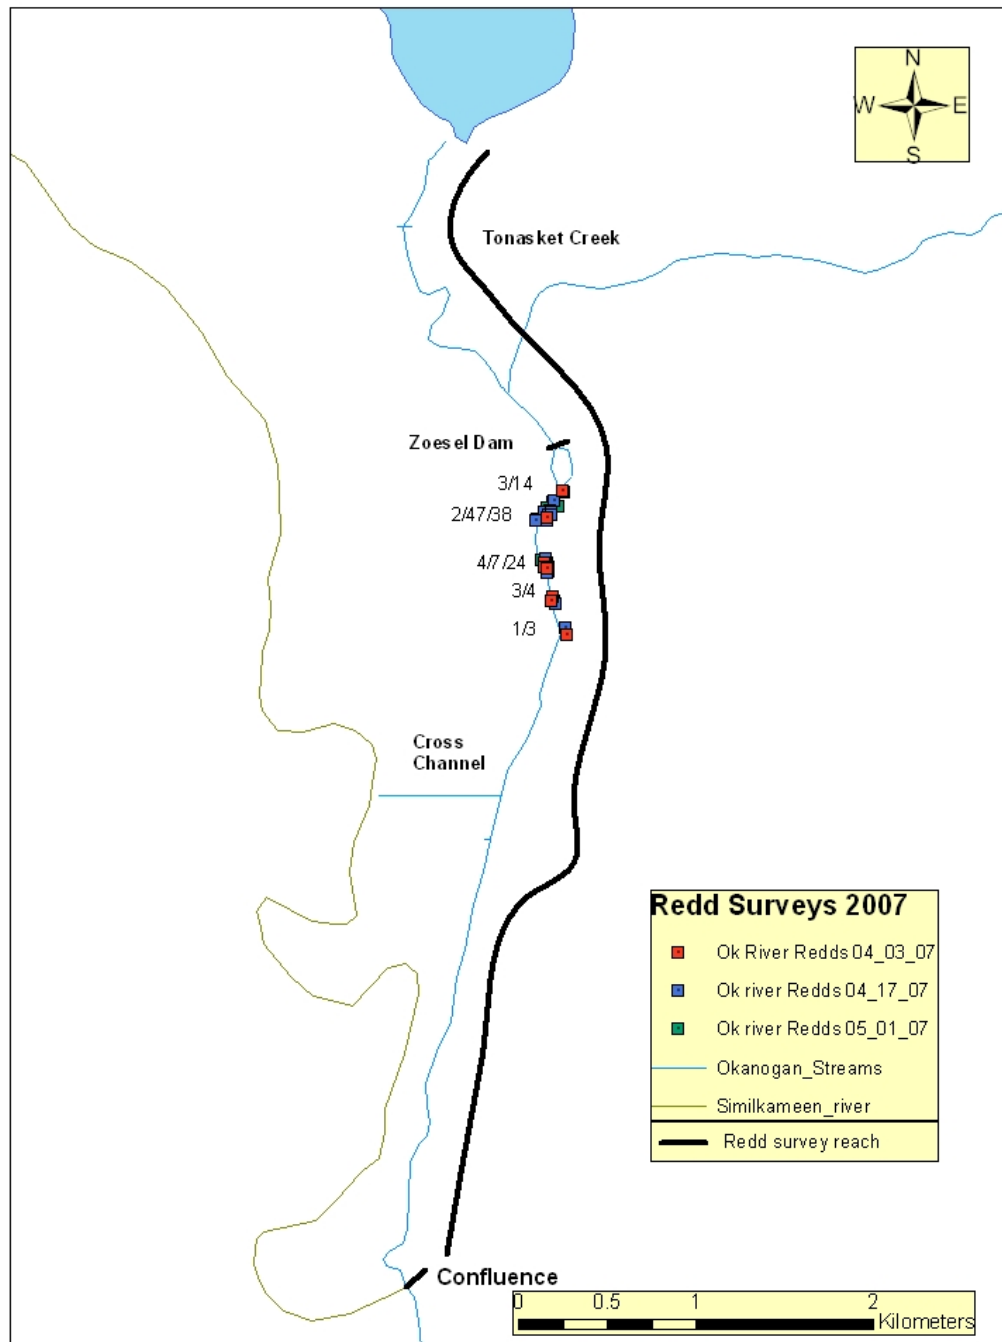 N
W E
S
Tonasket Creek
Zoesel Dam
3/14
2/47/38
4/7/24
3/4
1/3
Cross
Channel
Redd Surveys 2007
Ok River Redds 04_03_07
Ok river Redds 04_17_07
Ok river Redds 05_01_07
Okanogan_Streams
Similkameen_river
Redd survey reach
Confluence
0 0.5 1 2
Kilometers